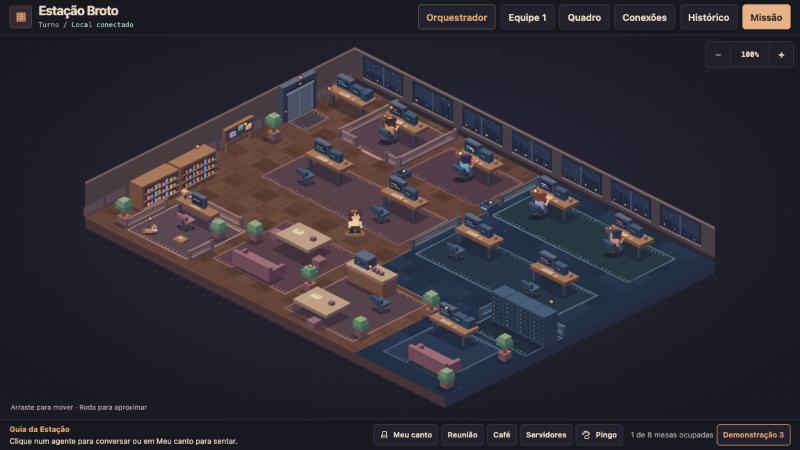 Estação Broto
Turno / Local conectado
Orquestrador
Equipe 1
Quadro
Conexões
Histórico
Missão
− 100% +
Arraste para mover · Roda para aproximar
Guia da Estação
Clique num agente para conversar ou em Meu canto para sentar.
Meu canto
Reunião
Café
Servidores
Pingo
1 de 8 mesas ocupadas
Demonstração 3